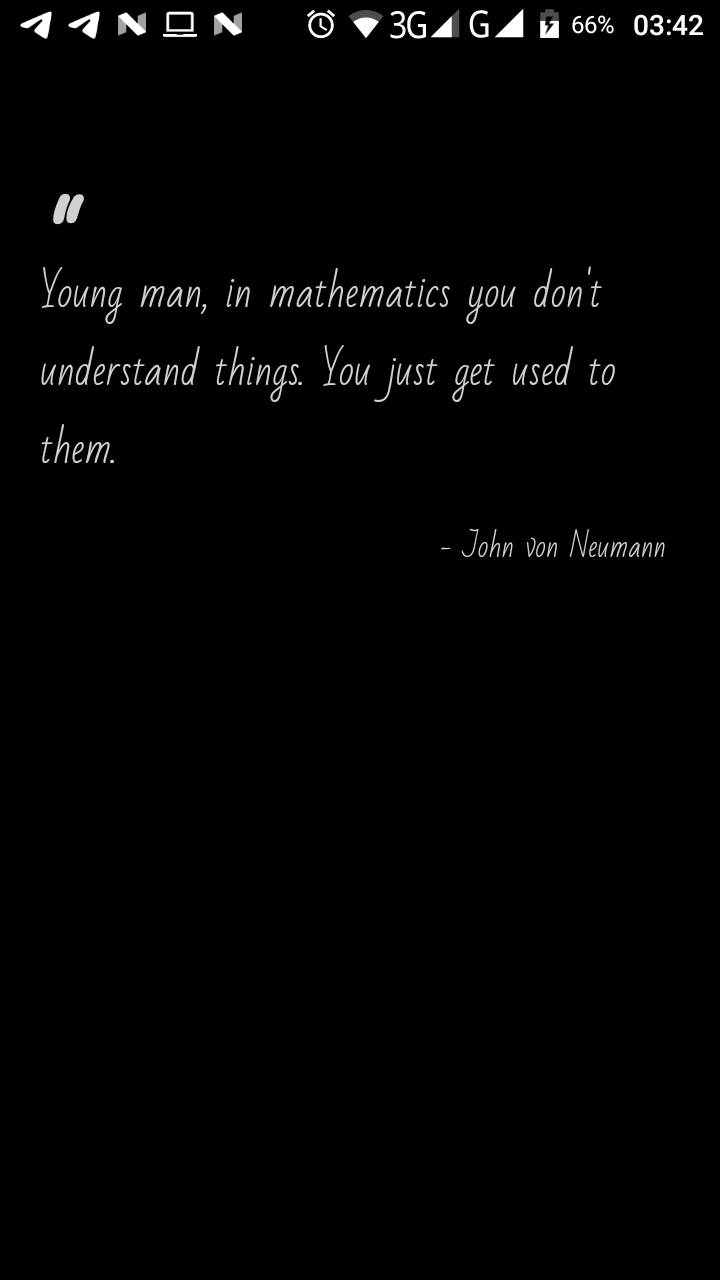 3G G 66% 03:42
"
Young man, in mathematics you don't
understand things. You just get used to
them.
- John von Neumann